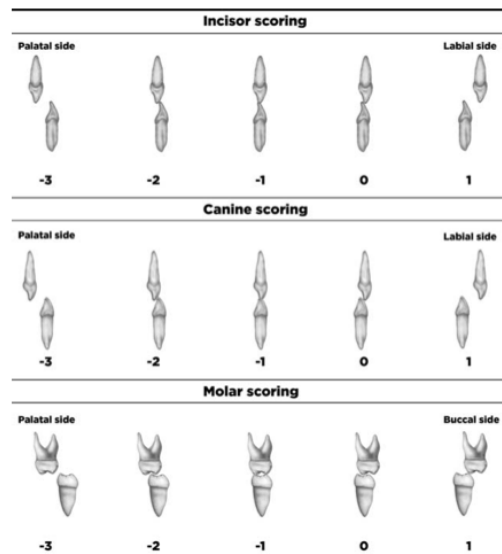 Incisor scoring
Palatal side Labial side
-3 -2 -1 0 1
Canine scoring
Palatal side Labial side
-3 -2 -1 0 1
Molar scoring
Palatal side Buccal side
-3 -2 -1 0 1